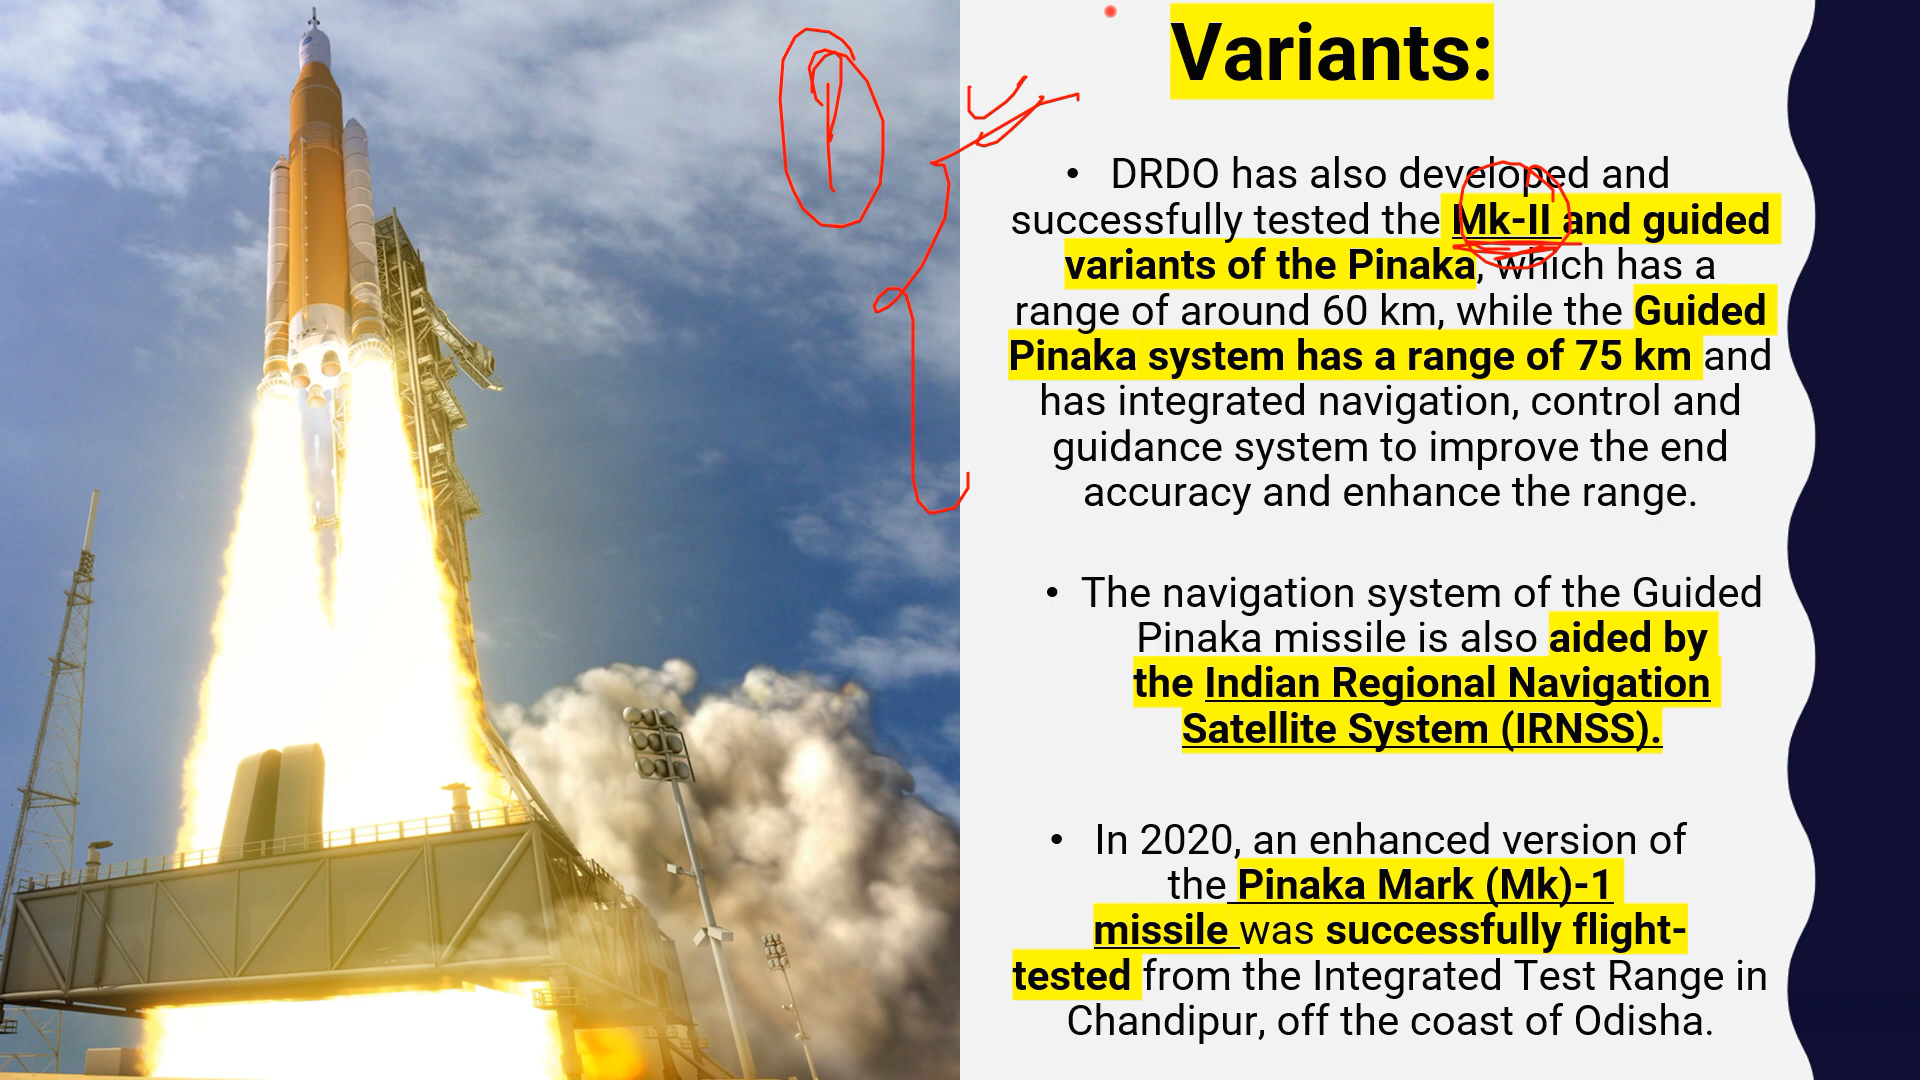 Variants:
• DRDO has also developed and
successfully tested the Mk-II and guided
variants of the Pinaka, which has a
range of around 60 km, while the Guided
Pinaka system has a range of 75 km and
has integrated navigation, control and
guidance system to improve the end
accuracy and enhance the range.
• The navigation system of the Guided
Pinaka missile is also aided by
the Indian Regional Navigation
Satellite System (IRNSS).
• In 2020, an enhanced version of
the Pinaka Mark (Mk)-1
missile was successfully flight-
tested from the Integrated Test Range in
Chandipur, off the coast of Odisha.